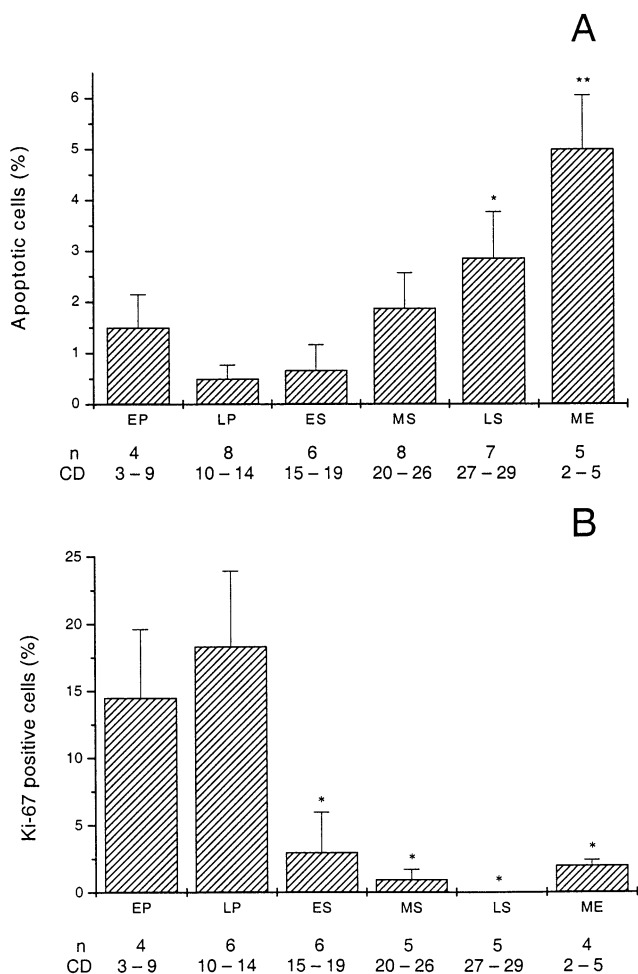 A
Apoptotic cells (%)
6
5
4
3
2
1
0
*
**
EP LP ES MS LS ME
n 4 8 6 8 7 5
CD 3 – 9 10 – 14 15 – 19 20 – 26 27 – 29 2 – 5
B
Ki-67 positive cells (%)
25
20
15
10
5
0
* * * *
EP LP ES MS LS ME
n 4 6 6 5 5 4
CD 3 – 9 10 – 14 15 – 19 20 – 26 27 – 29 2 – 5